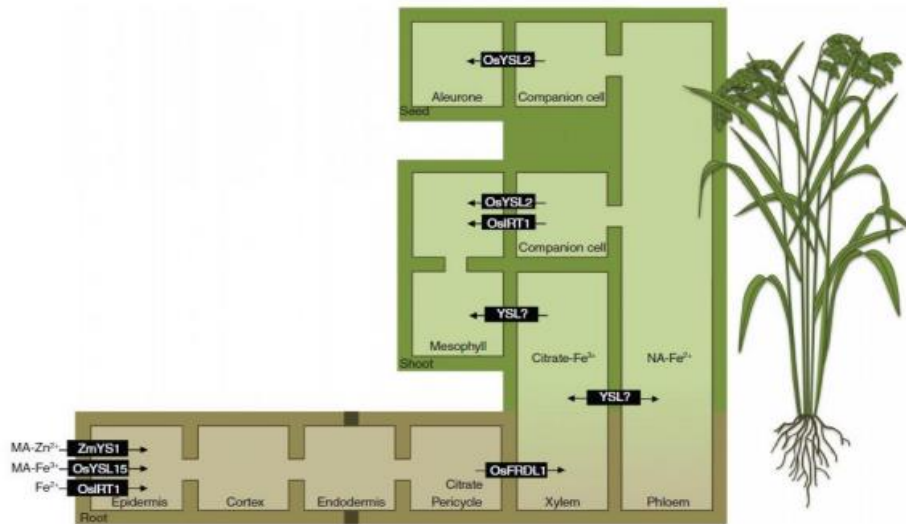 OsYSL2
Aleurone Companion cell
Seed
OsYSL2
OsIRT1
Companion cell
YSL?
Mesophyll
Citrate-Fe³⁺ NA-Fe²⁺
Shoot
YSL?
MA-Zn²⁺ ZmYS1
MA-Fe³⁺ OsYSL15 OsFRDL1
Fe²⁺ OsIRT1 Citrate
Epidermis Cortex Endodermis Pericycle Xylem Phloem
Root